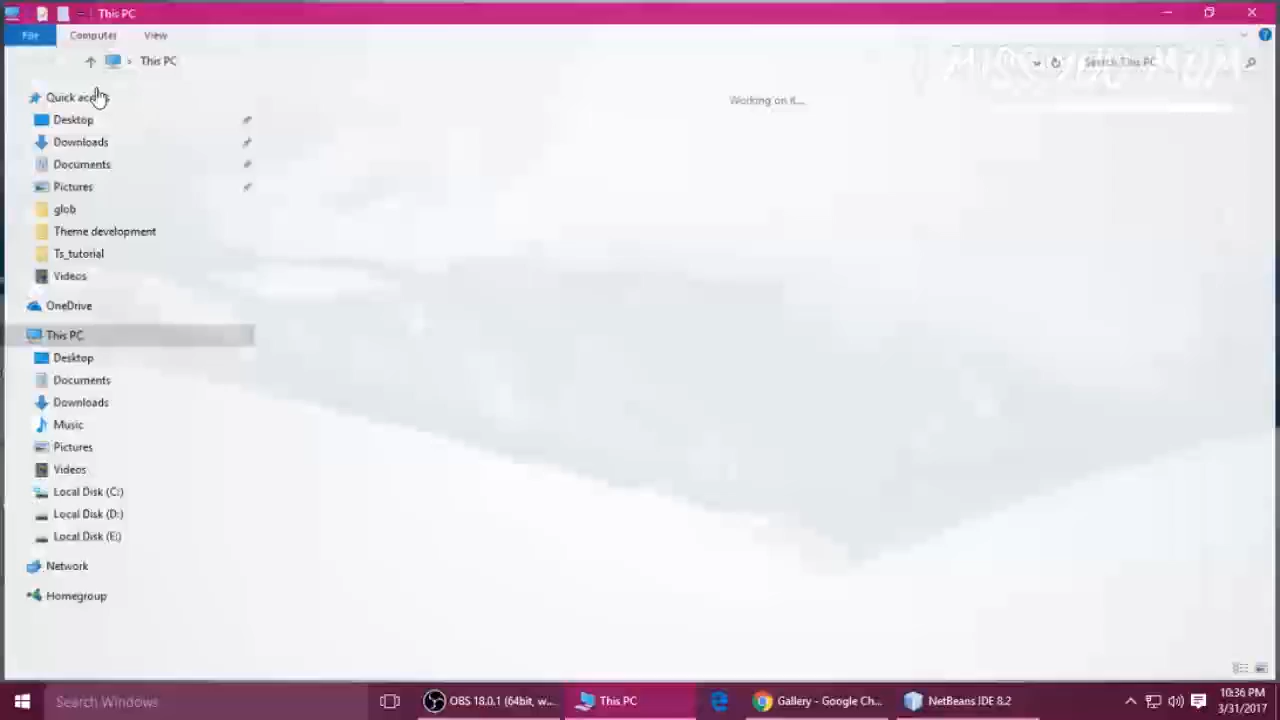 This PC
File Computer View
This PC Search This PC
Quick access
Working on it...
Desktop
Downloads
Documents
Pictures
glob
Theme development
Ts_tutorial
Videos
OneDrive
This PC
Desktop
Documents
Downloads
Music
Pictures
Videos
Local Disk (C:)
Local Disk (D:)
Local Disk (E:)
Network
Homegroup
Search Windows OBS 18.0.1 (64bit, w... This PC Gallery - Google Ch... NetBeans IDE 8.2 10:36 PM
3/31/2017